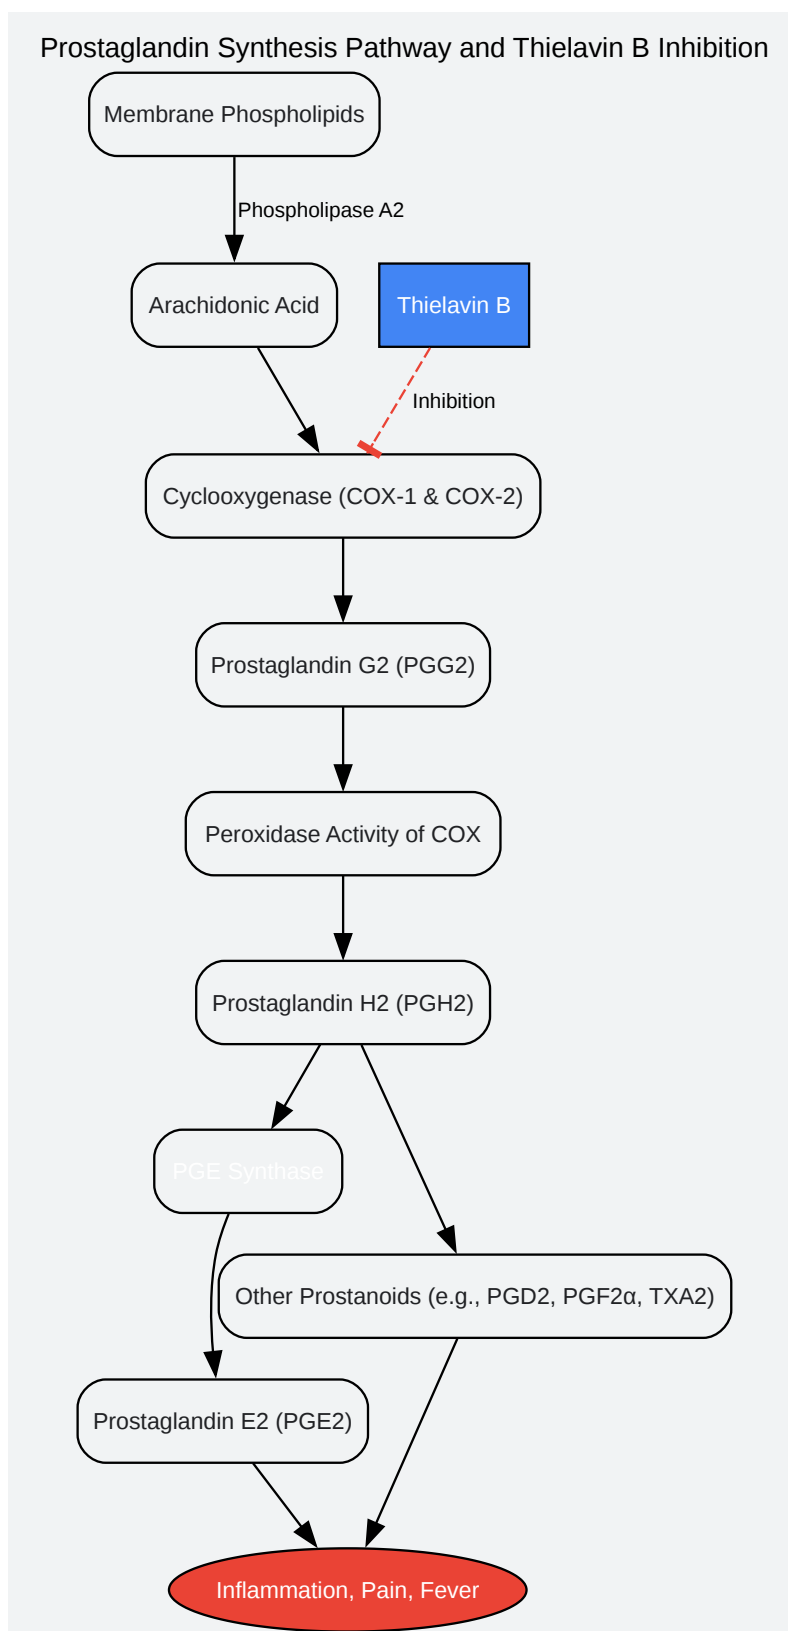 Prostaglandin Synthesis Pathway and Thielavin B Inhibition
Membrane Phospholipids
Phospholipase A2
Arachidonic Acid
Thielavin B
Inhibition
Cyclooxygenase (COX-1 & COX-2)
Prostaglandin G2 (PGG2)
Peroxidase Activity of COX
Prostaglandin H2 (PGH2)
PGE Synthase
Other Prostanoids (e.g., PGD2, PGF2α, TXA2)
Prostaglandin E2 (PGE2)
Inflammation, Pain, Fever